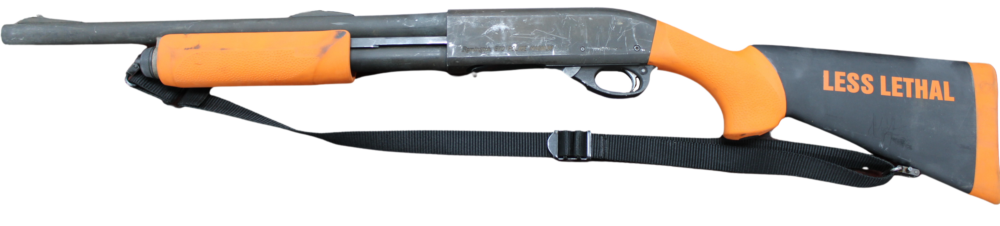 Remington 870 POLICE MAGNUM
LESS LETHAL